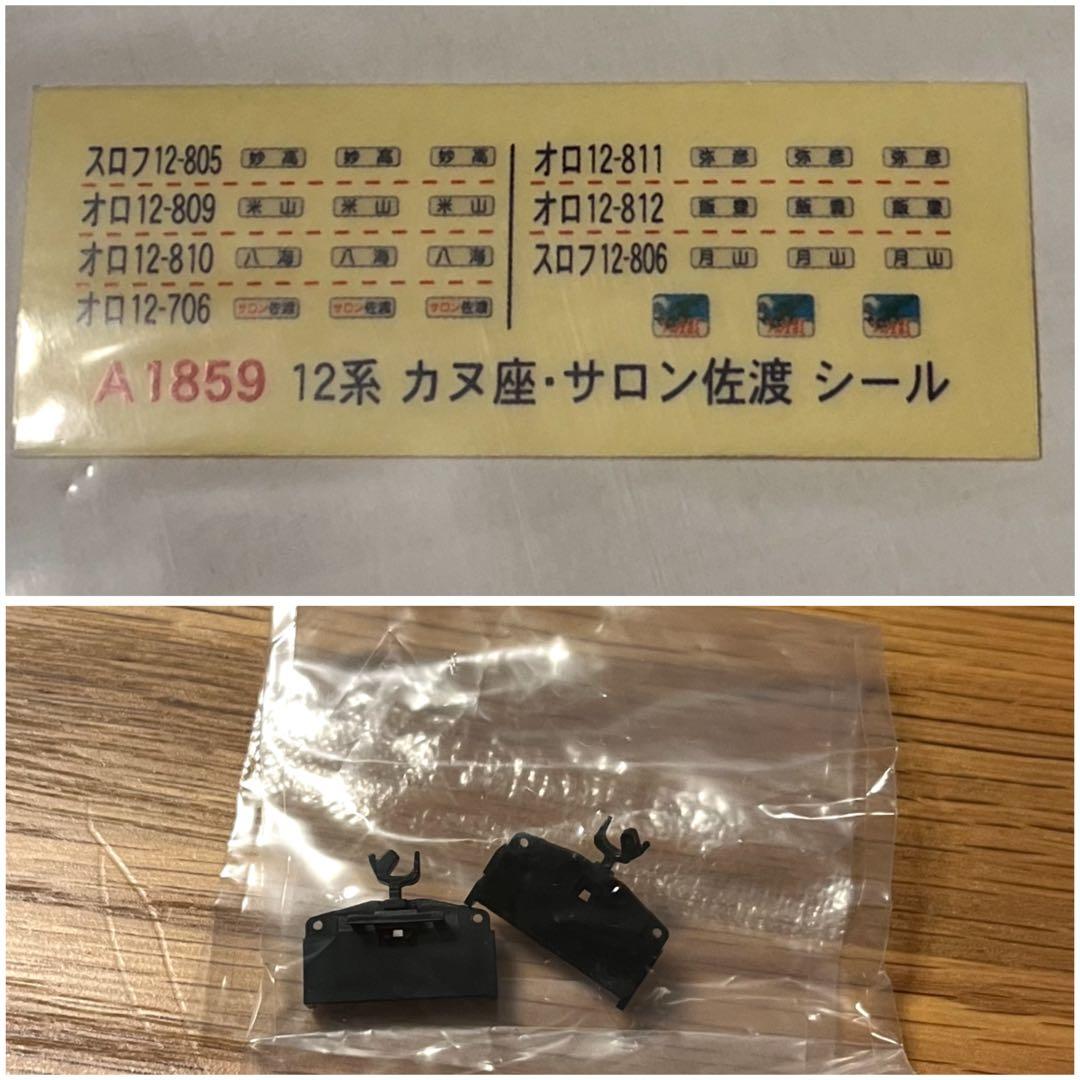 スロフ12-805 妙高 妙高 妙高
オロ12-809 米山 米山 米山
オロ12-810 八海 八海 八海
オロ12-706 サロン佐渡 サロン佐渡 サロン佐渡
オロ12-811 弥彦 弥彦 弥彦
オロ12-812 飯豊 飯豊 飯豊
スロフ12-806 月山 月山 月山
A1859 12系 カヌ座・サロン佐渡 シール